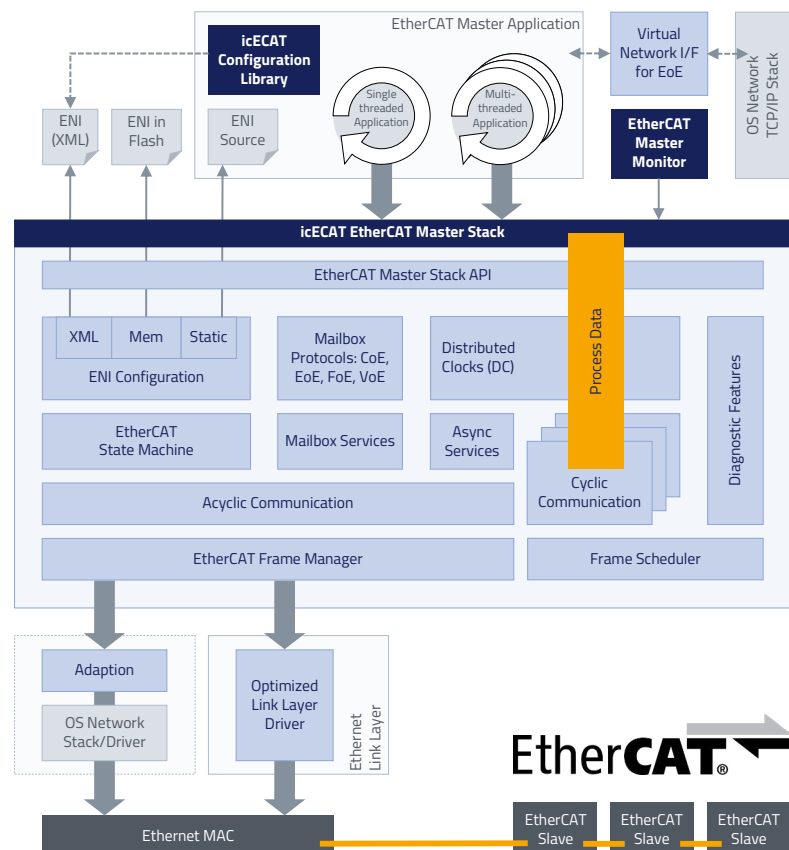 EtherCAT Master Application
icECAT
Configuration
Library
Virtual
Network I/F
for EoE
OS Network
TCP/IP Stack
ENI
(XML)
ENI in
Flash
ENI
Source
Single
threaded
Application
Multi-
threaded
Application
EtherCAT
Master
Monitor
icECAT EtherCAT Master Stack
EtherCAT Master Stack API
XML
Mem
Static
ENI Configuration
Mailbox
Protocols: CoE,
EoE, FoE, VoE
Distributed
Clocks (DC)
Process Data
Diagnostic Features
EtherCAT
State Machine
Mailbox Services
Async
Services
Cyclic
Communication
Acyclic Communication
EtherCAT Frame Manager
Frame Scheduler
Adaption
OS Network
Stack/Driver
Optimized
Link Layer
Driver
Ethernet
Link Layer
EtherCAT®
Ethernet MAC
EtherCAT
Slave
EtherCAT
Slave
EtherCAT
Slave